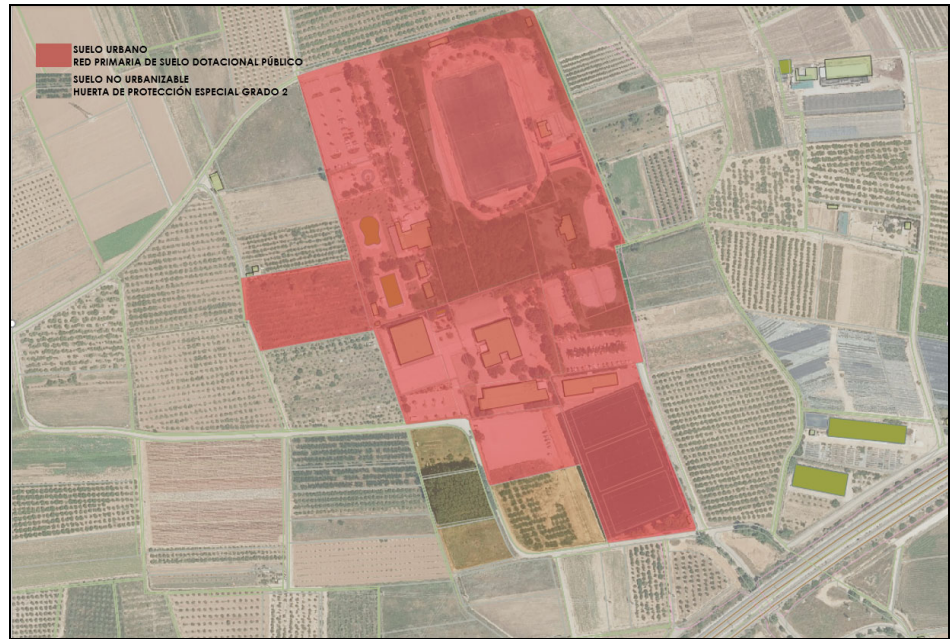 SUELO URBANO
RED PRIMARIA DE SUELO DOTACIONAL PÚBLICO
SUELO NO URBANIZABLE
HUERTA DE PROTECCIÓN ESPECIAL GRADO 2